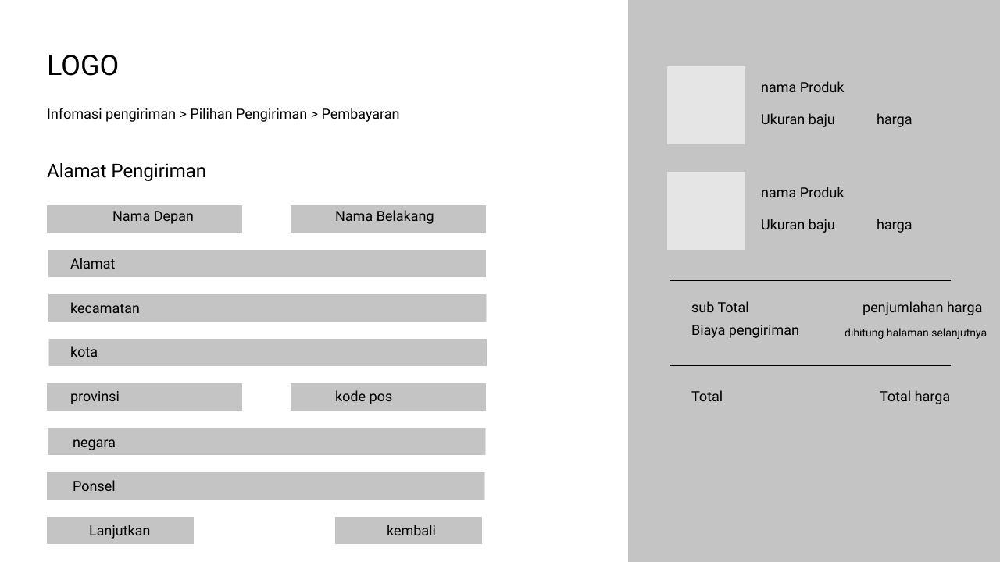 LOGO
Infomasi pengiriman > Pilihan Pengiriman > Pembayaran
Alamat Pengiriman
Nama Depan Nama Belakang
Alamat
kecamatan
kota
provinsi kode pos
negara
Ponsel
Lanjutkan kembali
nama Produk
Ukuran baju harga
nama Produk
Ukuran baju harga
sub Total penjumlahan harga
Biaya pengiriman dihitung halaman selanjutnya
Total Total harga